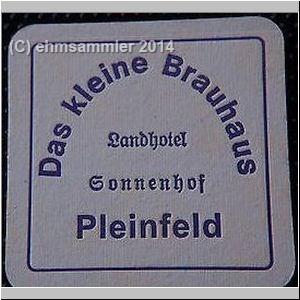 (C) ehmsammler 2014
Das kleine Brauhaus
Landhotel
Sonnenhof
Pleinfeld